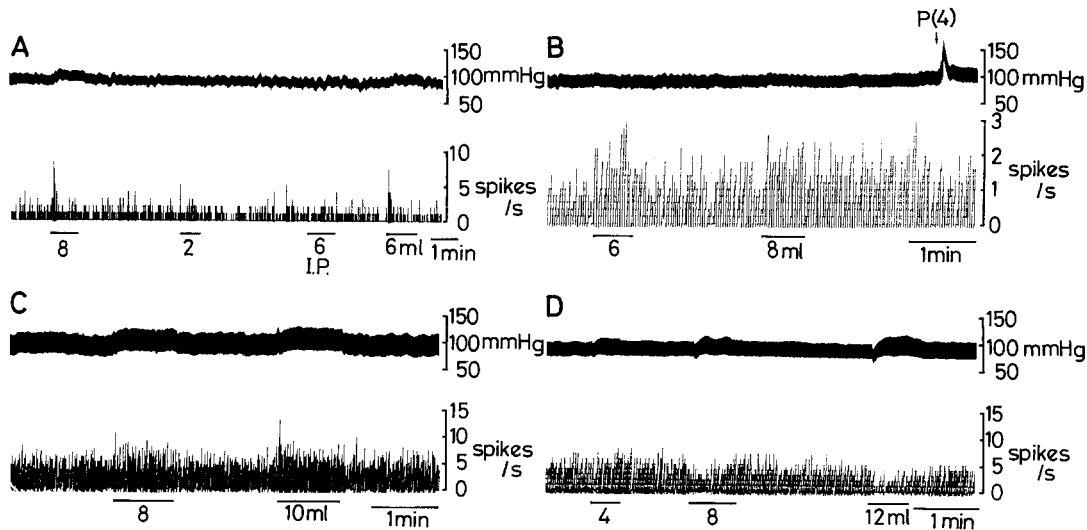 A
150
100 mmHg
50
10
5 spikes
0 /s
8
2
6
I.P.
6ml
1min
B
P(4)
↓
150
100 mmHg
50
3
2 spikes
1 /s
0
6
8ml
1min
C
150
100 mmHg
50
15
10 spikes
5 /s
0
8
10ml
1min
D
150
100 mmHg
50
15
10 spikes
5 /s
0
4
8
12ml
1min